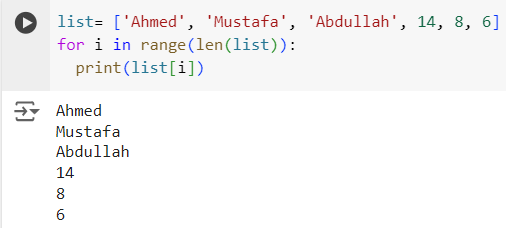 list= ['Ahmed', 'Mustafa', 'Abdullah', 14, 8, 6]
for i in range(len(list)):
  print(list[i])
Ahmed
Mustafa
Abdullah
14
8
6